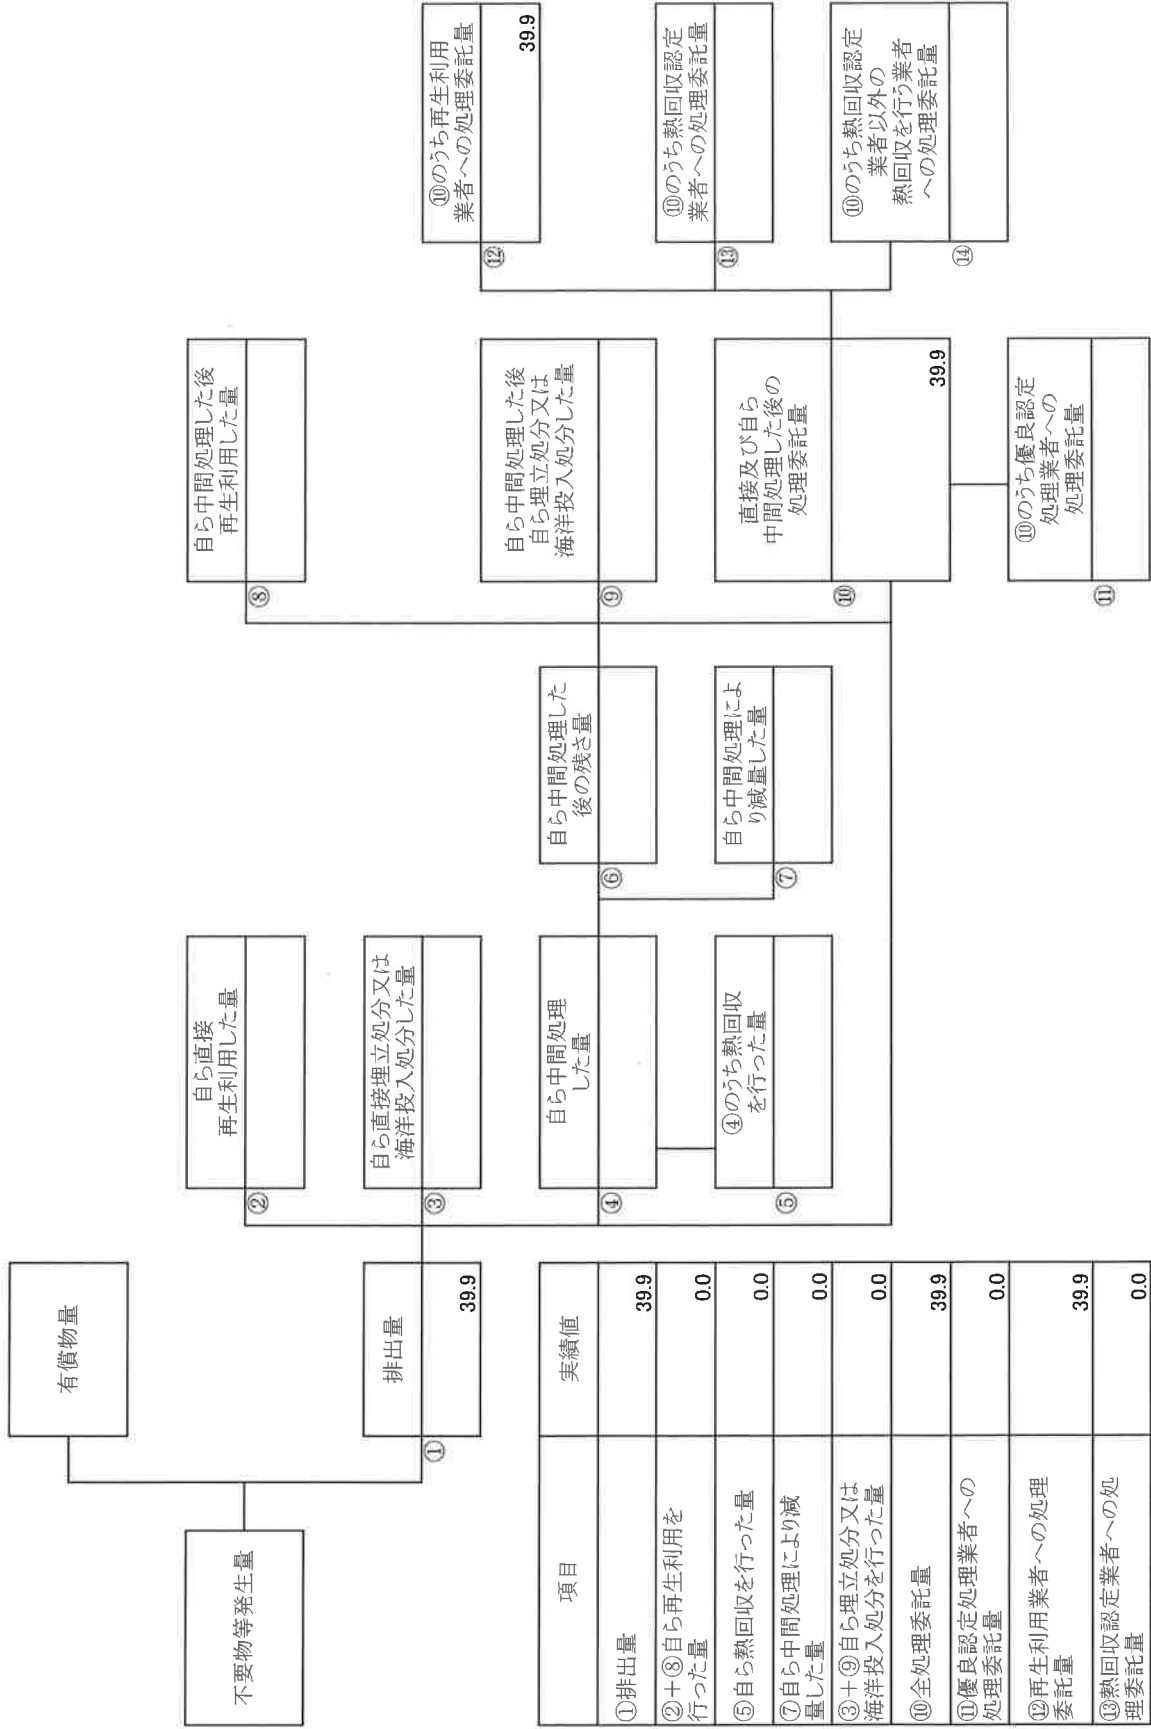 不要物等発生量
有償物量
排出量
①
39.9
自ら直接
再生利用した量
②
自ら直接埋立処分又は
海洋投入処分した量
③
自ら中間処理
した量
④
④のうち熱回収
を行った量
⑤
自ら中間処理した
後の残さ量
⑥
自ら中間処理によ
り減量した量
⑦
自ら中間処理した後
再生利用した量
⑧
自ら中間処理した後
自ら埋立処分又は
海洋投入処分した量
⑨
直接及び自ら
中間処理した後の
処理委託量
⑩
39.9
⑩のうち優良認定
処理業者への
処理委託量
⑪
⑩のうち再生利用
業者への処理委託量
⑫
39.9
⑩のうち熱回収認定
業者への処理委託量
⑬
⑩のうち熱回収認定
業者以外の
熱回収を行う業者
への処理委託量
⑭
項目 実績値
①排出量 39.9
②+⑧自ら再生利用を
行った量 0.0
⑤自ら熱回収を行った量 0.0
⑦自ら中間処理により減
量した量 0.0
③+⑨自ら埋立処分又は
海洋投入処分を行った量 0.0
⑩全処理委託量 39.9
⑪優良認定処理業者への
処理委託量 0.0
⑫再生利用業者への処理
委託量 39.9
⑬熱回収認定業者への処
理委託量 0.0